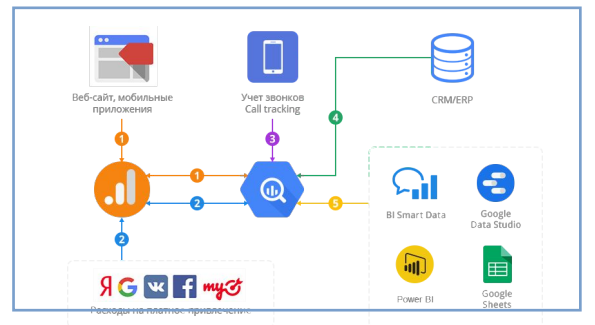 Веб-сайт, мобильные
приложения
Учет звонков
Call tracking
CRM/ERP
1
3
4
1
2
5
2
BI Smart Data
Google
Data Studio
Power BI
Google
Sheets
Я G f my
Расходы на платное привлечение